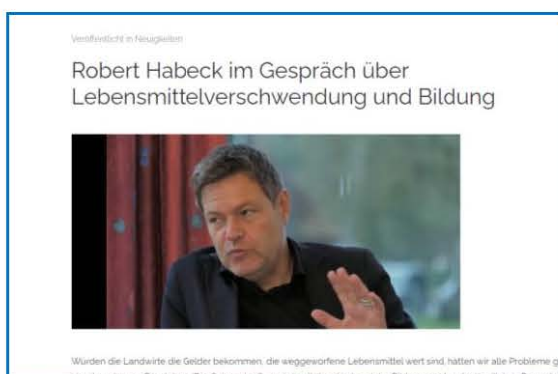 Veröffentlicht in Neuigkeiten
Robert Habeck im Gespräch über
Lebensmittelverschwendung und Bildung
Würden die Landwirte die Gelder bekommen, die weggeworfene Lebensmittel wert sind, hätten wir alle Probleme g